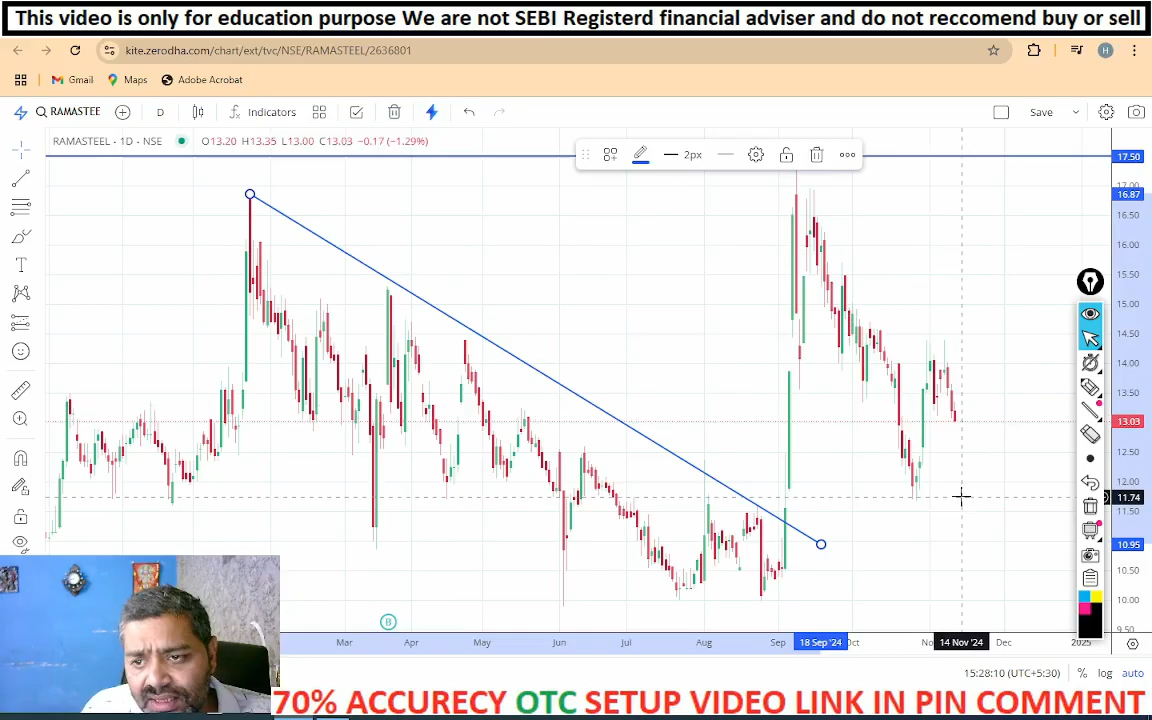 This video is only for education purpose We are not SEBI Registerd financial adviser and do not reccomend buy or sell
kite.zerodha.com/chart/ext/tvc/NSE/RAMASTEEL/2636801
H
Gmail Maps Adobe Acrobat
RAMASTEE D Indicators Save
RAMASTEEL · 1D · NSE O13.20 H13.35 L13.00 C13.03 −0.17 (−1.29%)
2px
17.50
17.00
16.87
16.50
16.00
15.50
15.00
14.50
14.00
13.50
13.03
12.50
12.00
11.74
11.50
10.95
10.50
10.00
9.50
B
Mar Apr May Jun Jul Aug Sep 18 Sep '24 Oct 14 Nov '24 Dec 2025
15:28:10 (UTC+5:30) % log auto
70% ACCURECY OTC SETUP VIDEO LINK IN PIN COMMENT